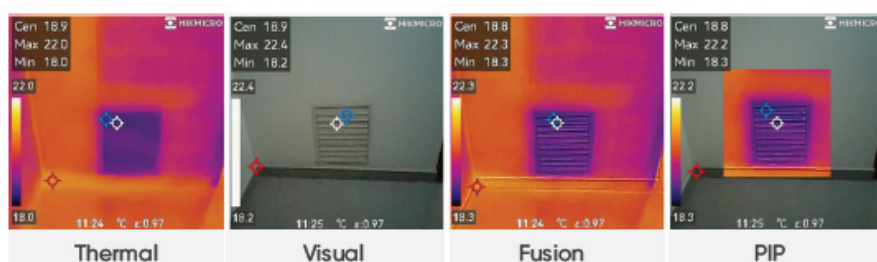 Cen 18.9
Max 22.0
Min 18.0
HIKMICRO
22.0
18.0
11:24 °C ε:0.97
Thermal
Cen 18.9
Max 22.4
Min 18.2
HIKMICRO
22.4
18.2
11:25 °C ε:0.97
Visual
Cen 18.8
Max 22.3
Min 18.3
HIKMICRO
22.3
18.3
11:24 °C ε:0.97
Fusion
Cen 18.8
Max 22.2
Min 18.3
HIKMICRO
22.2
18.3
11:25 °C ε:0.97
PIP